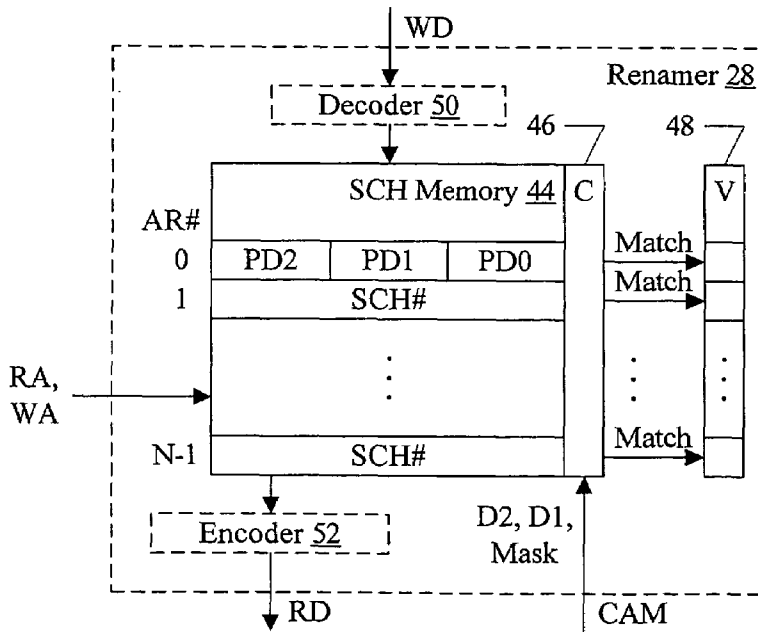 WD
Renamer 28
Decoder 50
46
48
SCH Memory 44
C
V
AR#
0
PD2
PD1
PD0
Match
1
SCH#
Match
RA,
WA
N-1
SCH#
Match
Encoder 52
D2, D1,
Mask
RD
CAM